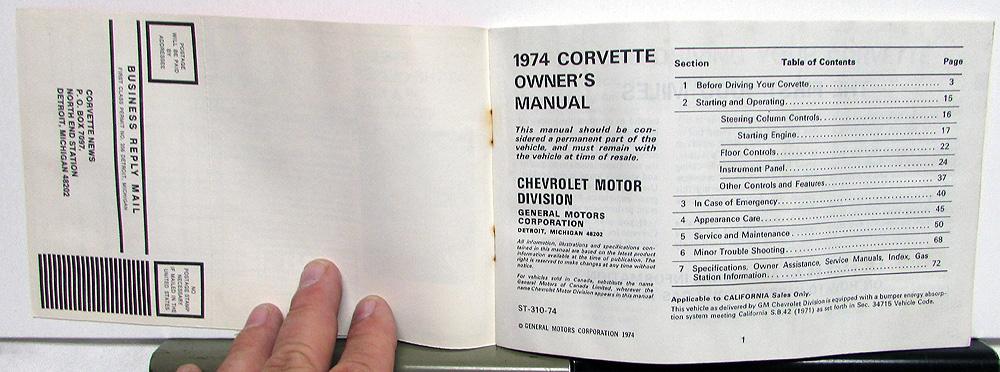 POSTAGE
WILL BE PAID
BY
ADDRESSEE
BUSINESS REPLY MAIL
FIRST CLASS PERMIT NO. 356 DETROIT, MICHIGAN
CORVETTE NEWS
P. O. BOX 7097,
NORTH END STATION
DETROIT, MICHIGAN 48202
NO
POSTAGE STAMP
NECESSARY
IF MAILED IN THE
UNITED STATES
1974 CORVETTE
OWNER'S
MANUAL
This manual should be con-
sidered a permanent part of the
vehicle, and must remain with
the vehicle at time of resale.
CHEVROLET MOTOR
DIVISION
GENERAL MOTORS
CORPORATION
DETROIT, MICHIGAN 48202
All information, illustrations and specifications con-
tained in this manual are based on the latest product
information available at the time of publication. The
right is reserved to make changes at any time without
notice.
For vehicles sold in Canada, substitute the name
General Motors of Canada Limited, wherever the
name Chevrolet Motor Division appears in this manual
ST-310-74
© GENERAL MOTORS CORPORATION 1974
Section Table of Contents Page
1 Before Driving Your Corvette 3
2 Starting and Operating 15
Steering Column Controls 16
Starting Engine 17
Floor Controls 22
Instrument Panel 24
Other Controls and Features 37
3 In Case of Emergency 40
4 Appearance Care 45
5 Service and Maintenance 50
6 Minor Trouble Shooting 68
7 Specifications, Owner Assistance, Service Manuals, Index, Gas
Station Information 72
Applicable to CALIFORNIA Sales Only:
This vehicle as delivered by GM Chevrolet Division is equipped with a bumper energy absorp-
tion system meeting California S.B.42 (1971) as set forth in Sec. 34715 Vehicle Code.
1